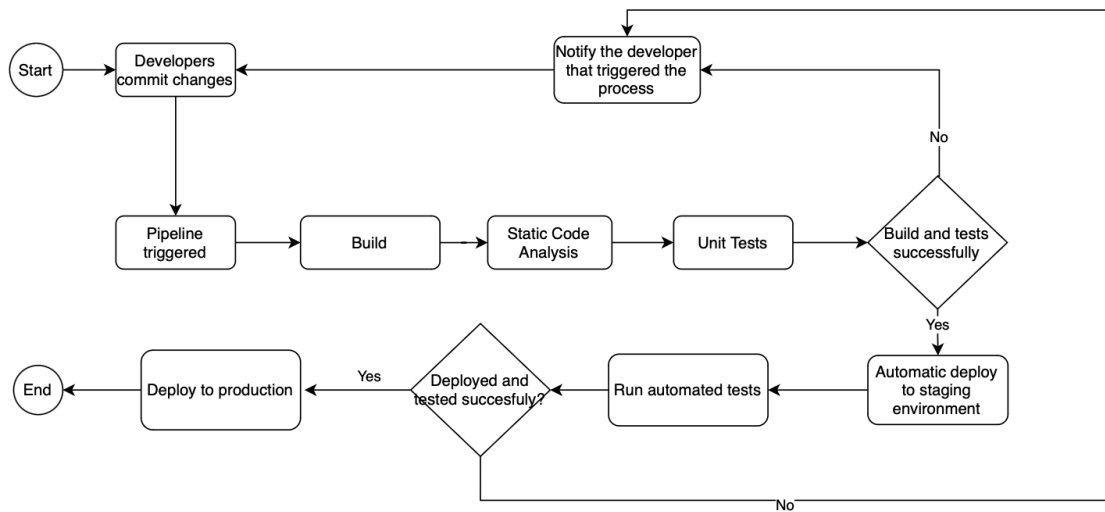 Start
Developers
commit changes
Notify the developer
that triggered the
process
No
Pipeline
triggered
Build
Static Code
Analysis
Unit Tests
Build and tests
successfully
Yes
End
Deploy to production
Yes
Deployed and
tested succesfuly?
Run automated tests
Automatic deploy
to staging
environment
No